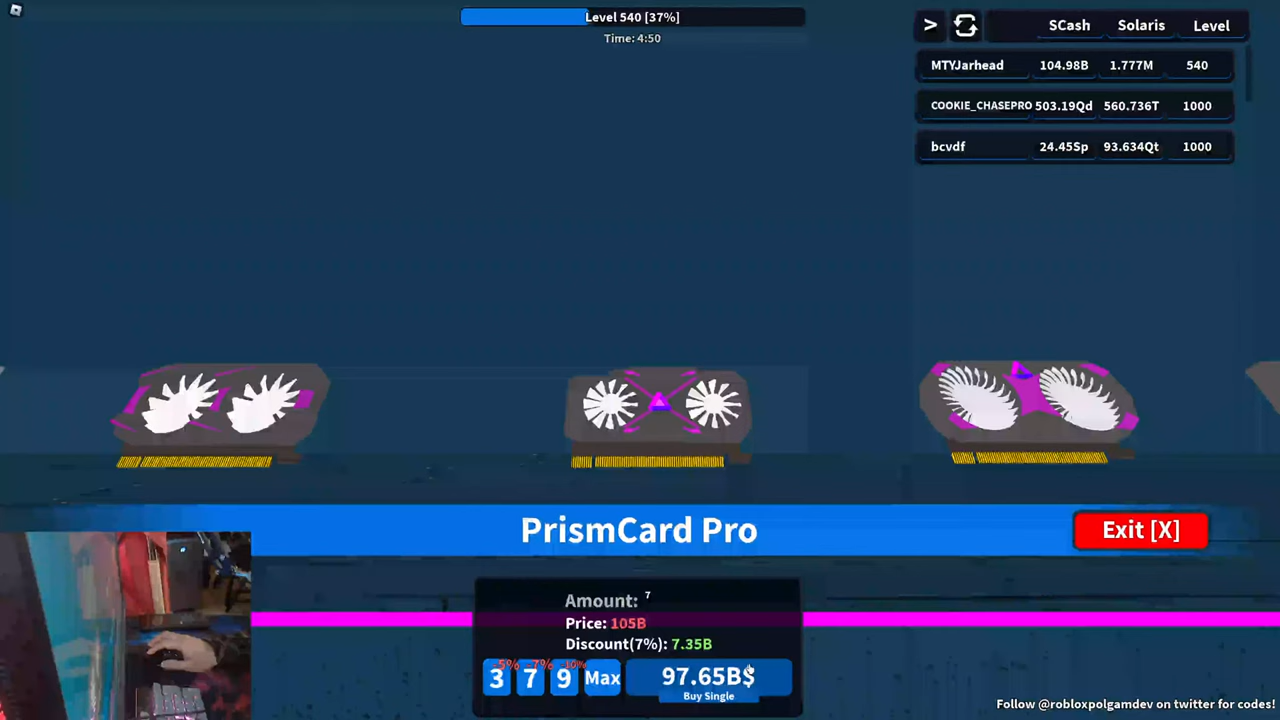 Level 540 [37%]
Time: 4:50
> SCash Solaris Level
MTYJarhead 104.98B 1.777M 540
COOKIE_CHASEPRO 503.19Qd 560.736T 1000
bcvdf 24.45Sp 93.634Qt 1000
PrismCard Pro
Exit [X]
Amount: 7
Price: 105B
Discount(7%): 7.35B
-5% -7% -10%
3 7 9 Max 97.65B$
Buy Single
Follow @robloxpolgamdev on twitter for codes!